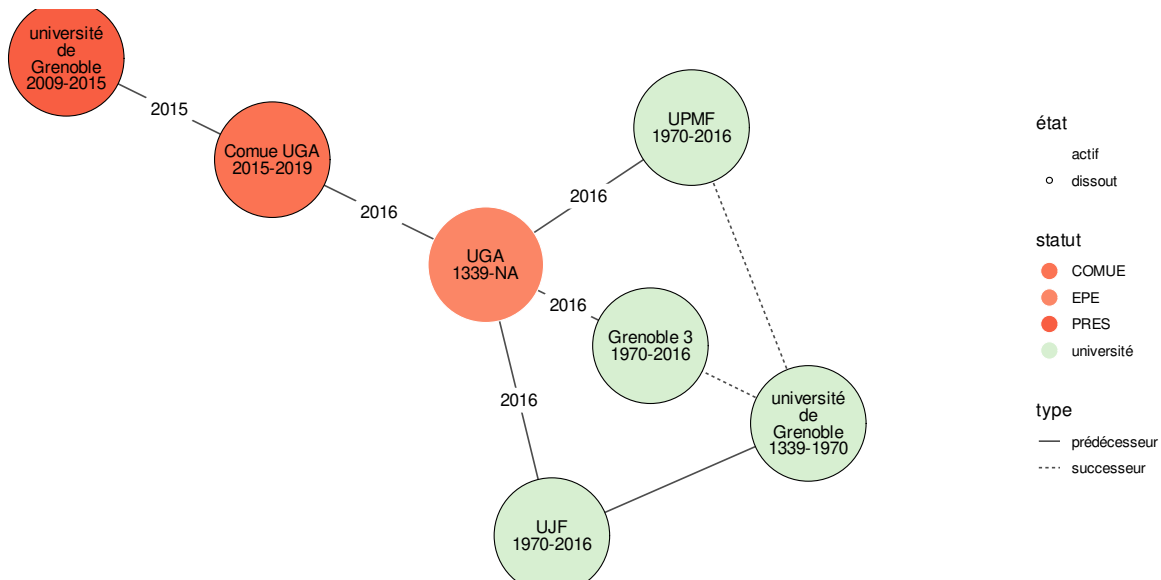 université
de
Grenoble
2009-2015
2015
Comue UGA
2015-2019
2016
UGA
1339-NA
2016
UPMF
1970-2016
2016
Grenoble 3
1970-2016
2016
université
de
Grenoble
1339-1970
UJF
1970-2016
état
actif
dissout
statut
COMUE
EPE
PRES
université
type
prédécesseur
successeur